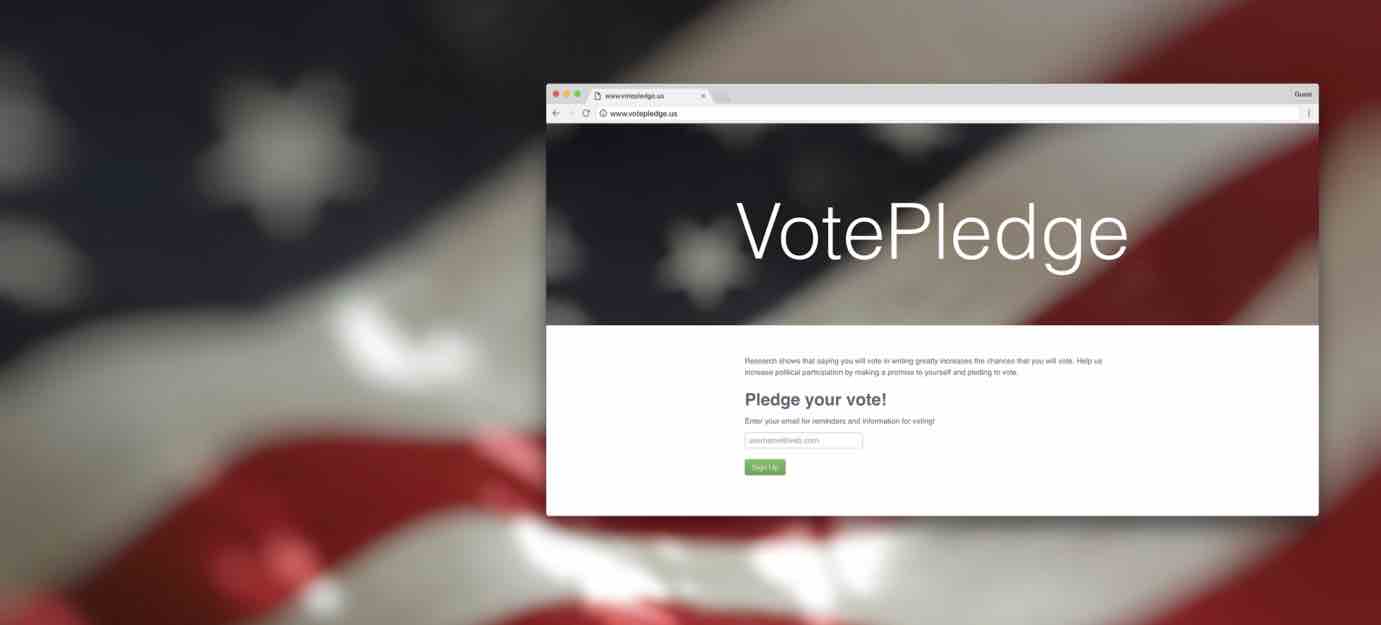 www.votepledge.us
Guest
www.votepledge.us
VotePledge
Research shows that saying you will vote in writing greatly increases the chances that you will vote. Help us
increase political participation by making a promise to yourself and pleding to vote.
Pledge your vote!
Enter your email for reminders and information for voting!
username@web.com
Sign Up